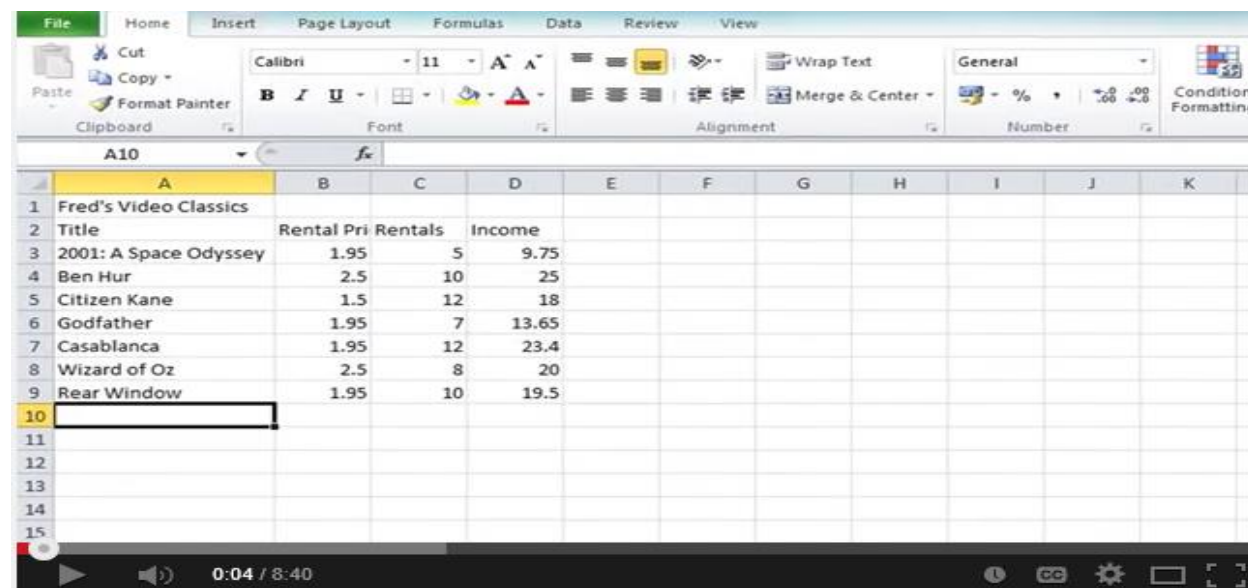 File Home Insert Page Layout Formulas Data Review View
Cut
Copy
Paste
Format Painter
Calibri 11 A A
B I U A
Wrap Text
Merge & Center
General
% ,
Formatting
Clipboard Font Alignment Number
A10 fx
A B C D E F G H I J K
1 Fred's Video Classics
2 Title Rental Pri Rentals Income
3 2001: A Space Odyssey 1.95 5 9.75
4 Ben Hur 2.5 10 25
5 Citizen Kane 1.5 12 18
6 Godfather 1.95 7 13.65
7 Casablanca 1.95 12 23.4
8 Wizard of Oz 2.5 8 20
9 Rear Window 1.95 10 19.5
10
11
12
13
14
15
0:04 / 8:40 CC